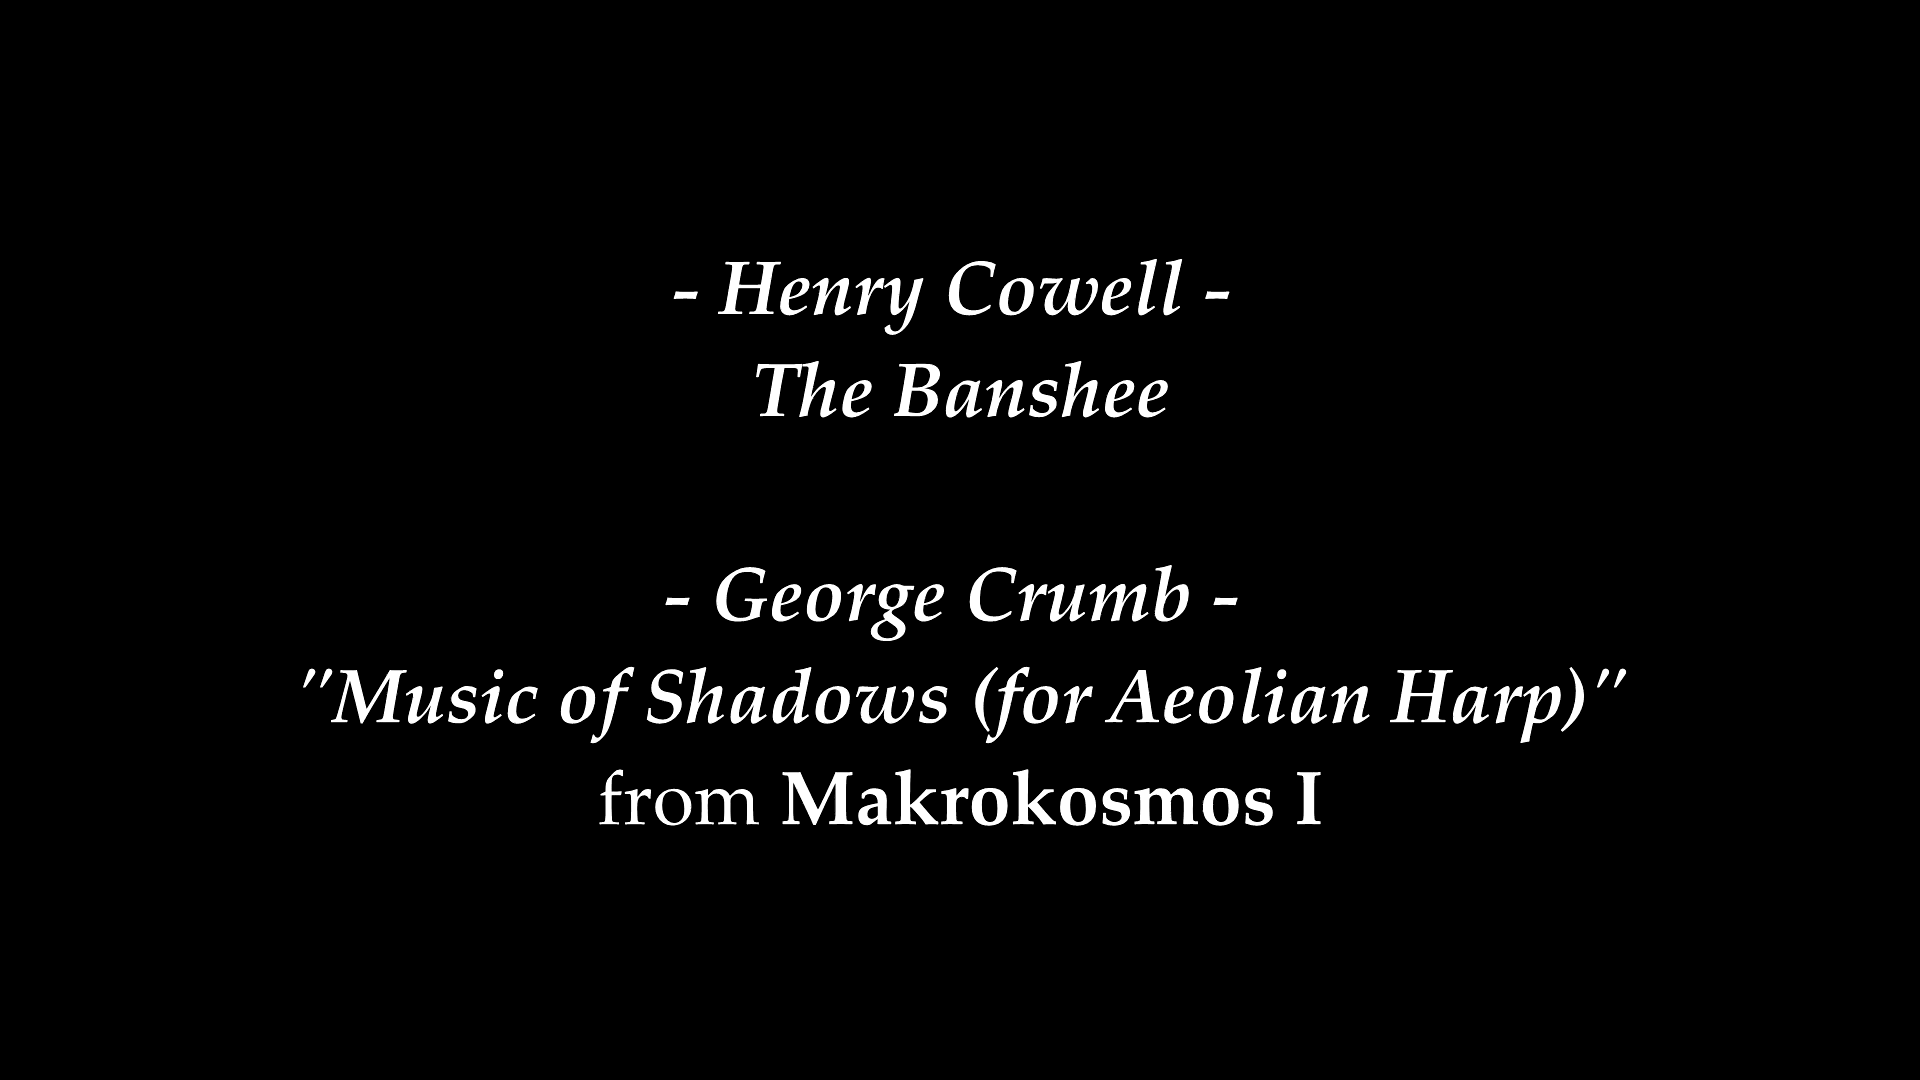 - Henry Cowell -
The Banshee
- George Crumb -
"Music of Shadows (for Aeolian Harp)"
from Makrokosmos I